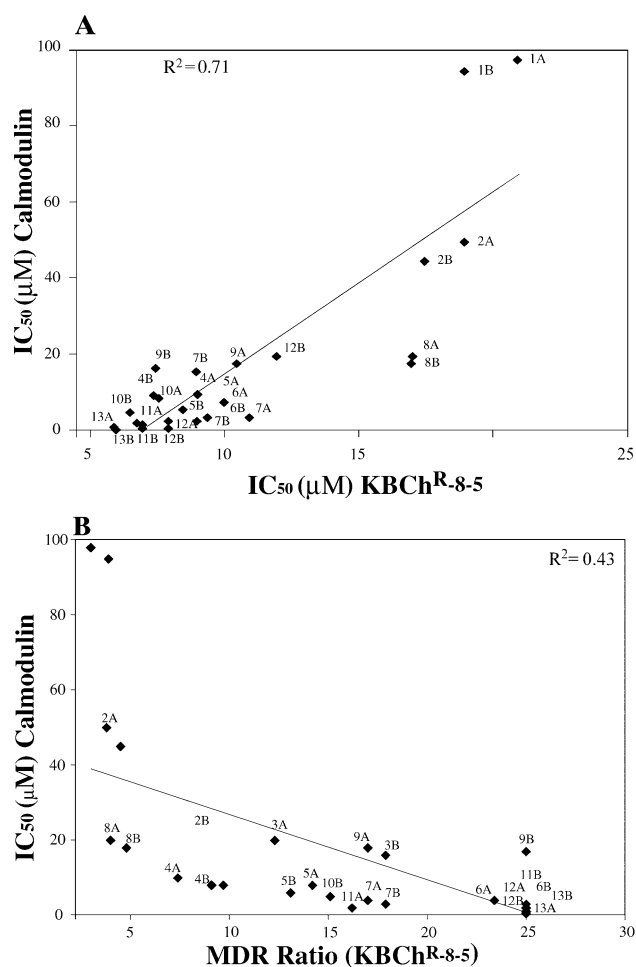 A
R² = 0.71
100
80
60
40
20
0
5
10
15
20
25
IC₅₀ (µM) Calmodulin
IC₅₀ (µM) KBChᴿ⁻⁸⁻⁵
1A
1B
2A
2B
8A
8B
12B
9A
7B
9B
4B
4A
5A
10A
6A
10B
11A
5B
6B
7A
13A
12A
7B
13B
11B
12B
B
R² = 0.43
100
80
60
40
20
0
5
10
15
20
25
30
IC₅₀ (µM) Calmodulin
MDR Ratio (KBChᴿ⁻⁸⁻⁵)
2A
2B
8A
8B
3A
9A
3B
9B
4A
4B
5B
5A
10B
11A
7A
7B
6A
11B
12A
6B
12B
13B
13A